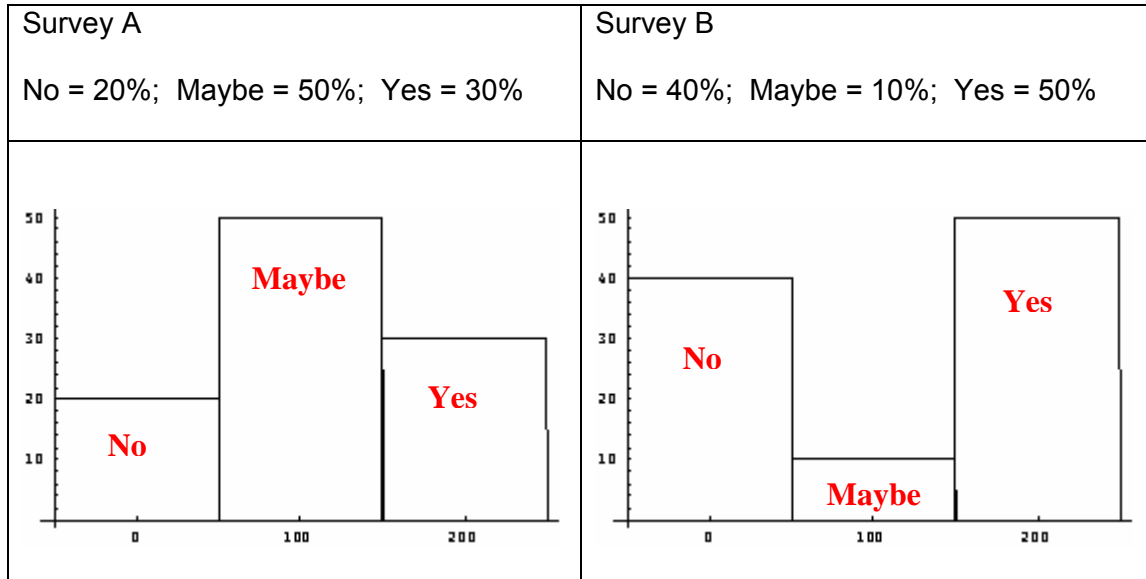 Survey A
No = 20%; Maybe = 50%; Yes = 30%
Survey B
No = 40%; Maybe = 10%; Yes = 50%
50
40
30
20
10
Maybe
Yes
No
0 100 200
50
40
30
20
10
Yes
No
Maybe
0 100 200